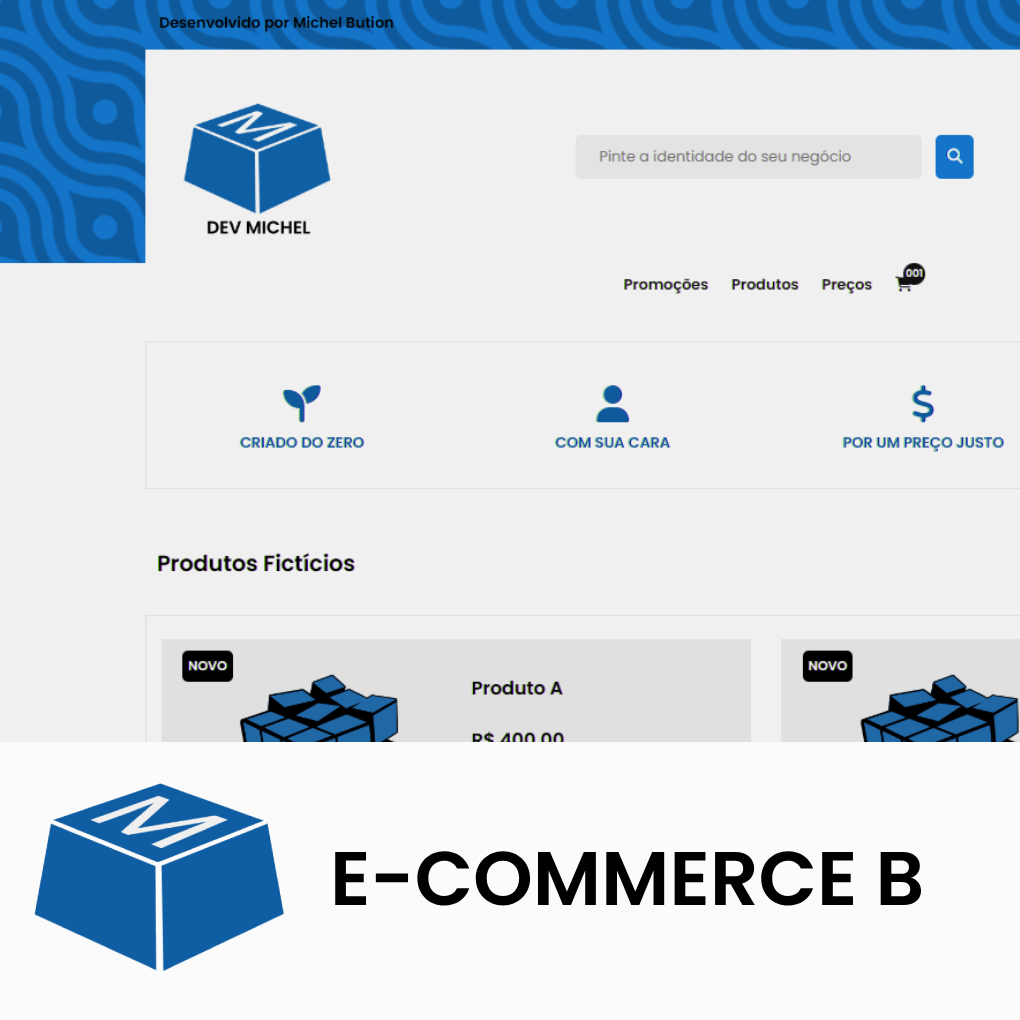 Desenvolvido por Michel Bution
M
DEV MICHEL
Pinte a identidade do seu negócio
Promoções Produtos Preços 001
CRIADO DO ZERO COM SUA CARA POR UM PREÇO JUSTO
Produtos Fictícios
NOVO Produto A NOVO
R$ 400,00
M
E-COMMERCE B